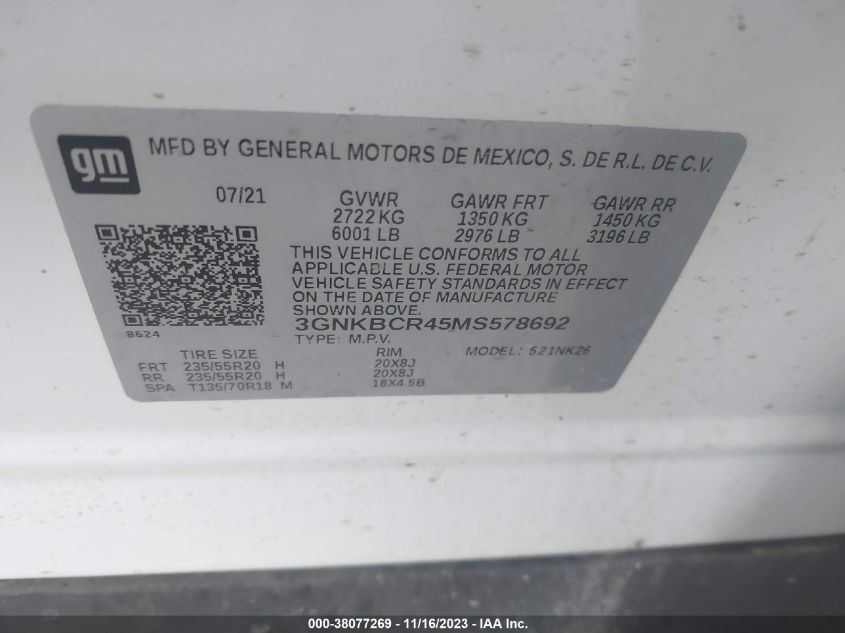 gm
MFD BY GENERAL MOTORS DE MEXICO, S. DE R.L. DE C.V.
07/21 GVWR GAWR FRT GAWR RR
2722 KG 1350 KG 1450 KG
6001 LB 2976 LB 3196 LB
THIS VEHICLE CONFORMS TO ALL
APPLICABLE U.S. FEDERAL MOTOR
VEHICLE SAFETY STANDARDS IN EFFECT
ON THE DATE OF MANUFACTURE
SHOWN ABOVE.
8624 3GNKBCR45MS578692
TYPE: M.P.V. MODEL: 521NK26
TIRE SIZE RIM
FRT 235/55R20 H 20X8J
RR 235/55R20 H 20X8J
SPA T135/70R18 M 18X4.5B
000-38077269 - 11/16/2023 - IAA Inc.